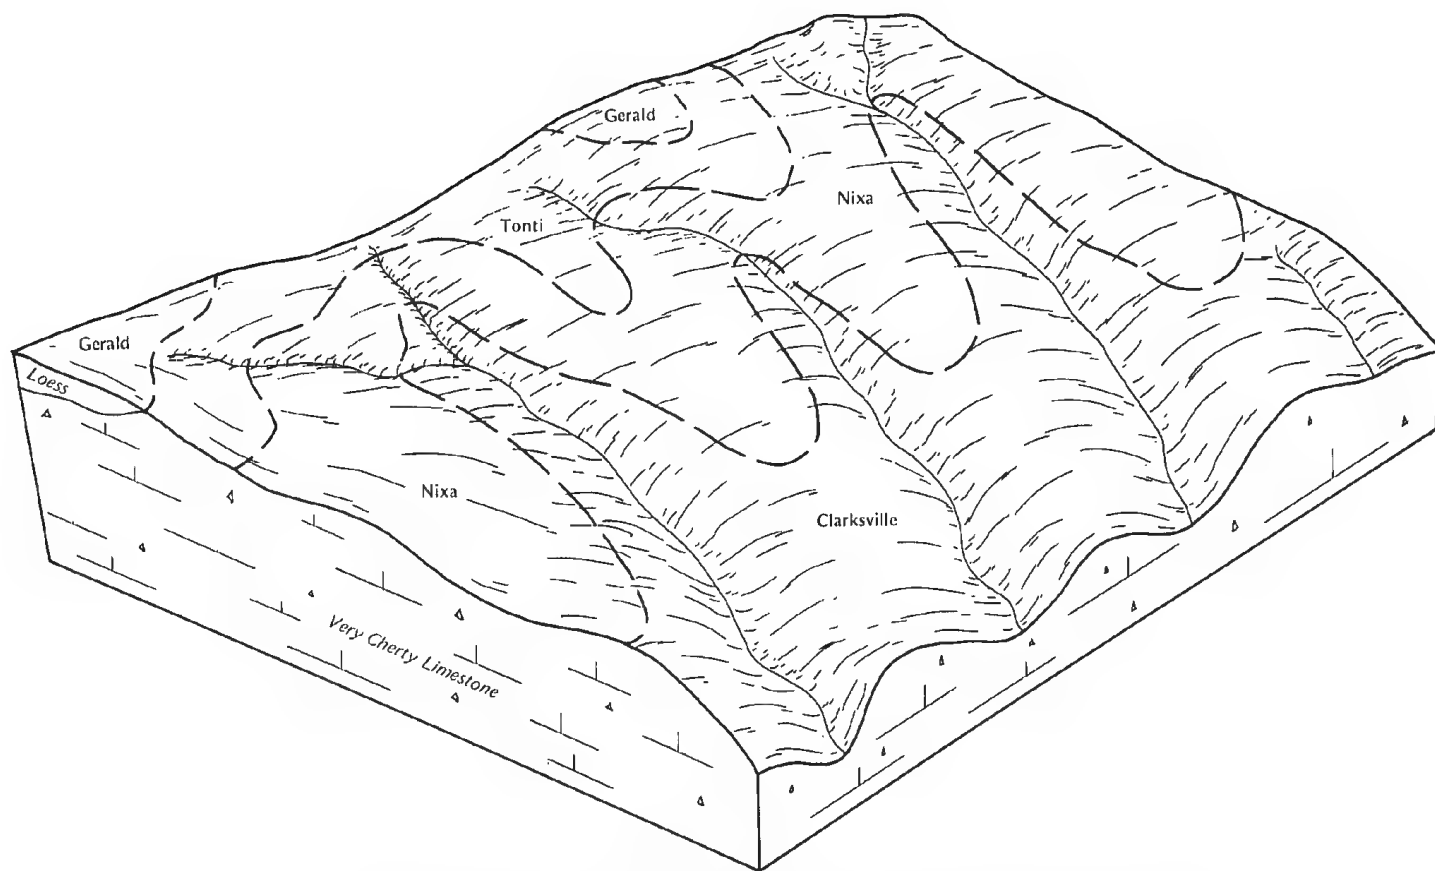 Gerald
Nixa
Tonti
Gerald
Loess
Nixa
Clarksville
Very Cherty Limestone